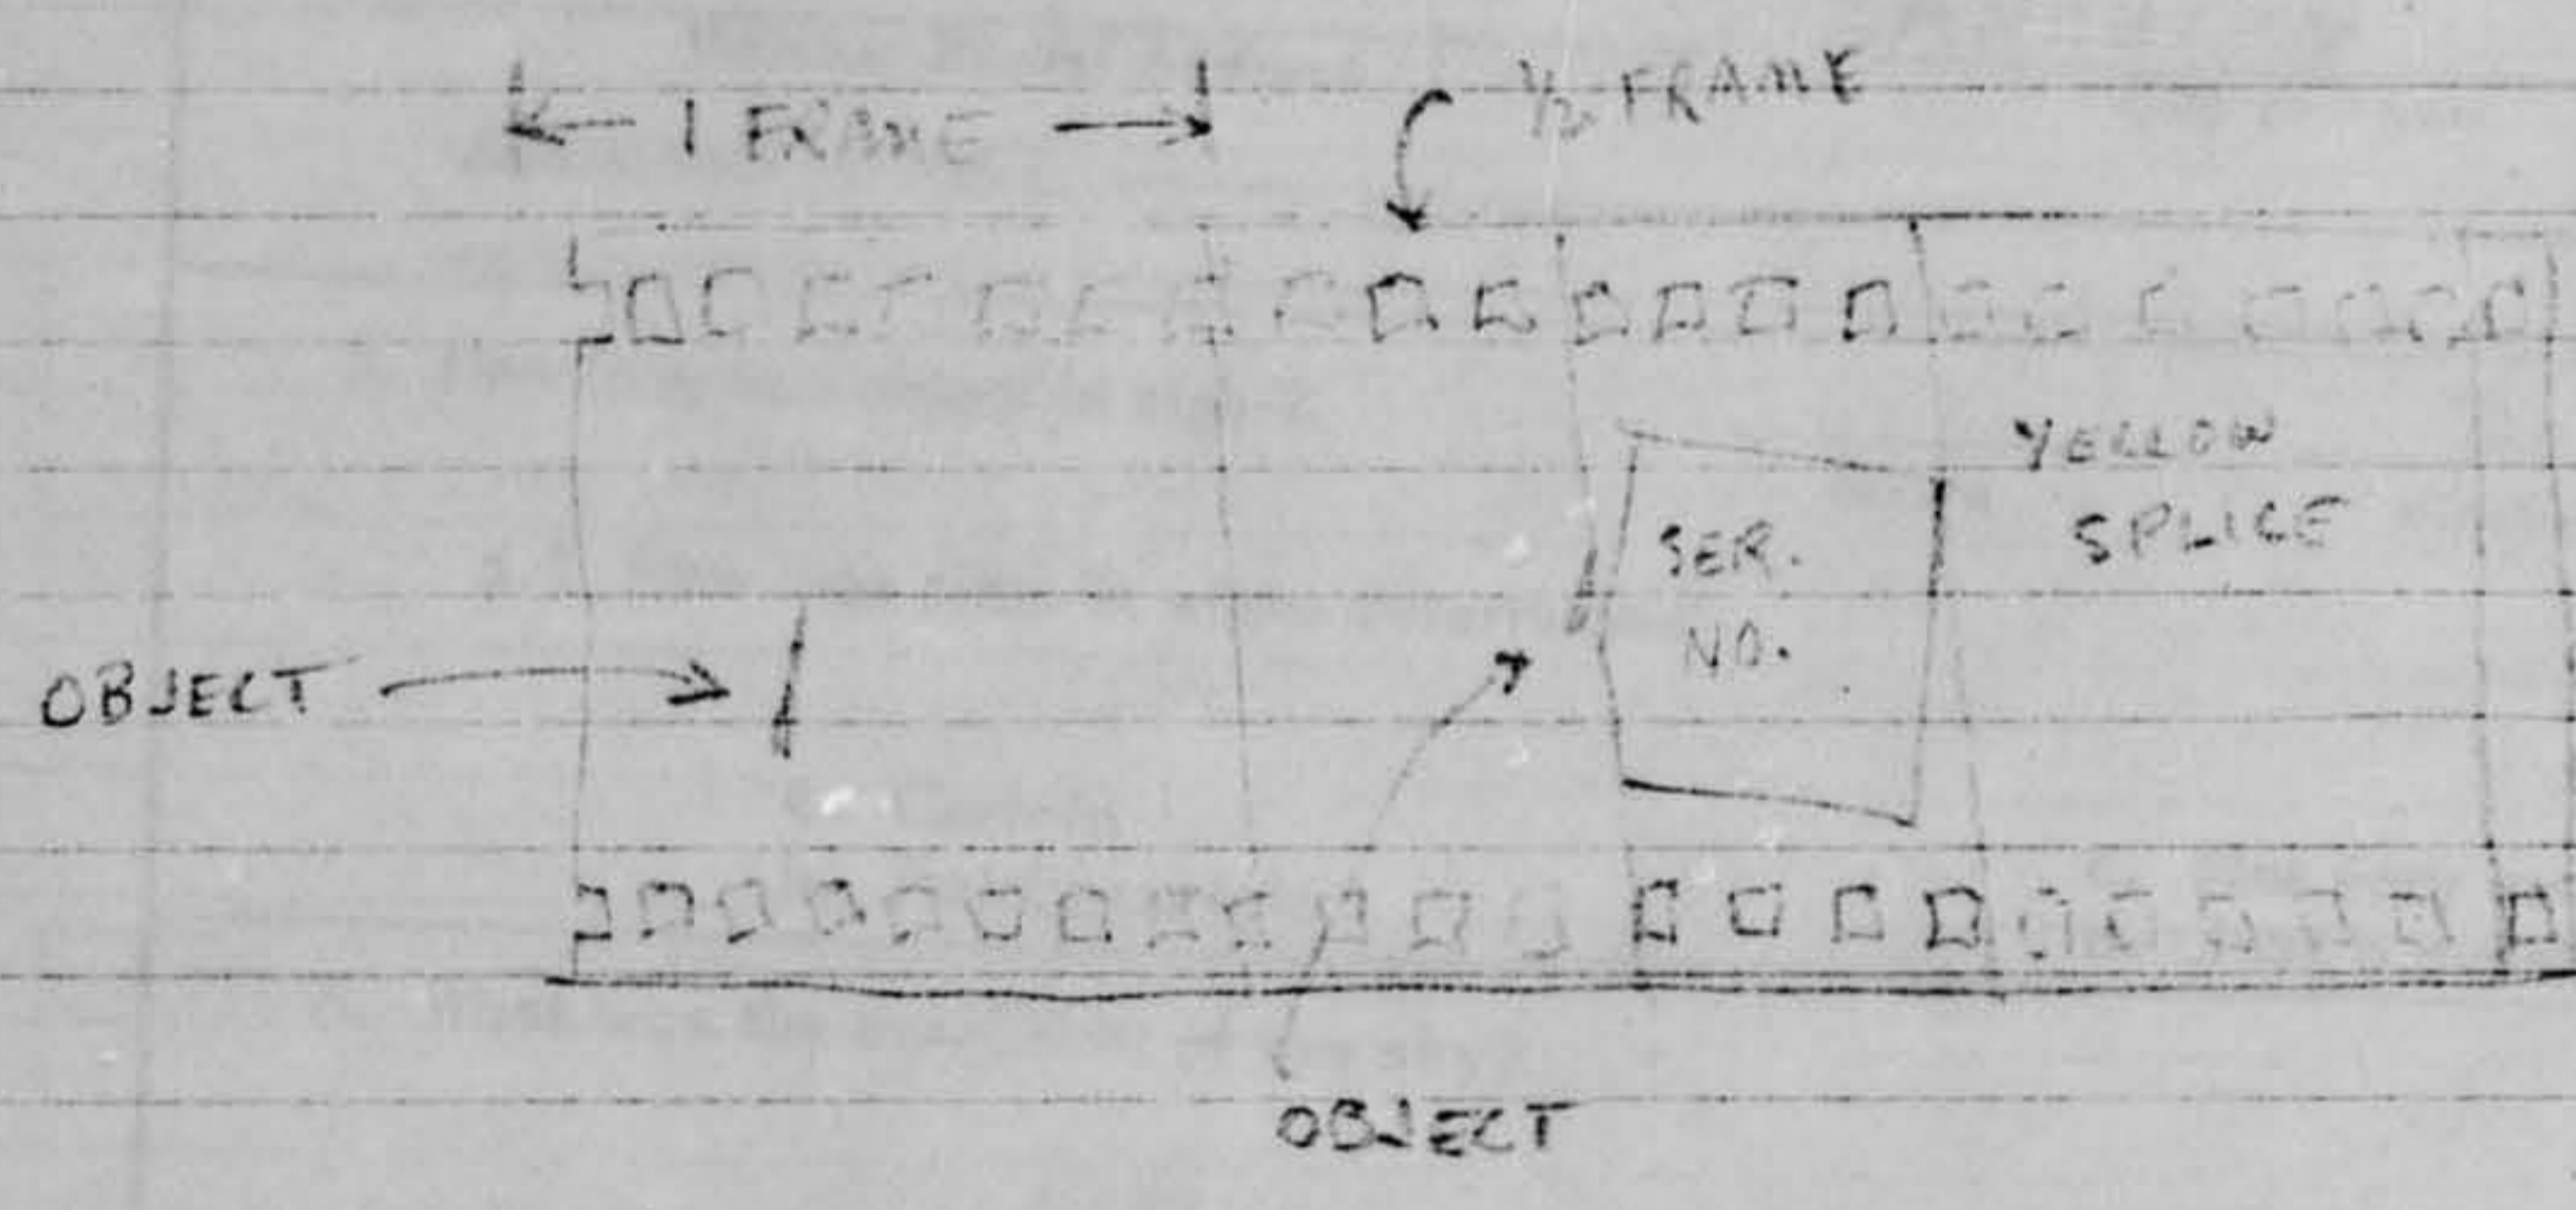 1 FRAME
1/2 FRAME
YELLOW
SPLICE
SER.
NO.
OBJECT
OBJECT